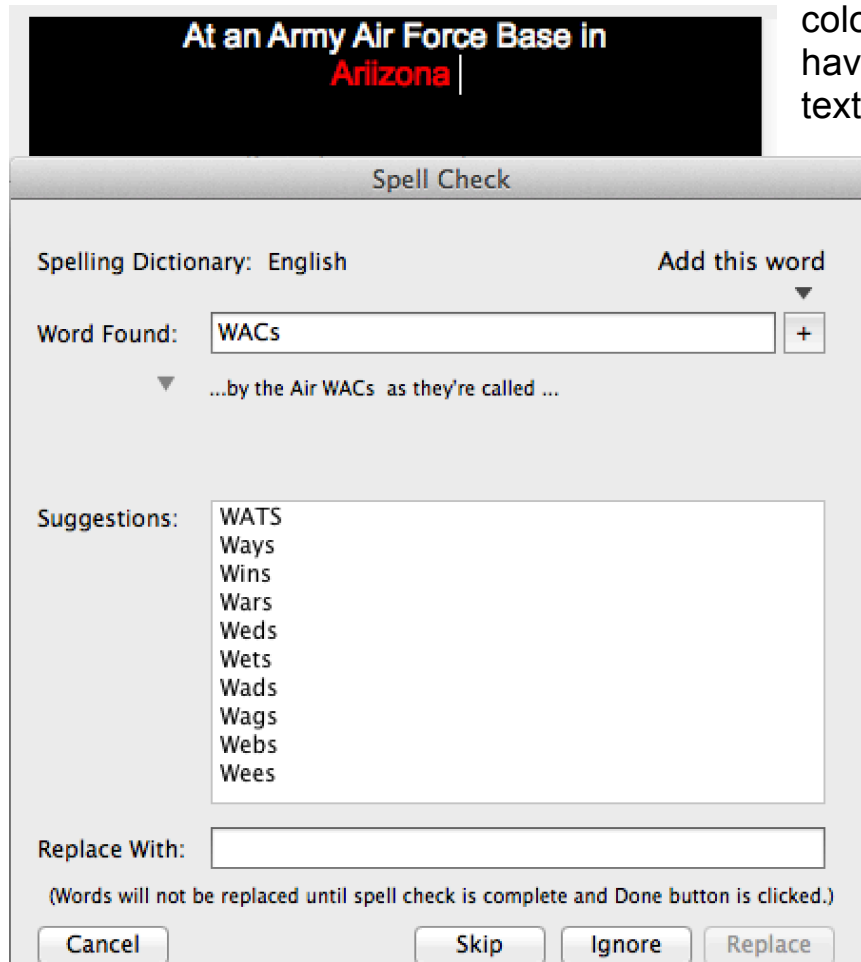 At an Army Air Force Base in
Ariizona
text
Spell Check
Spelling Dictionary: English
Add this word
Word Found: WACs +
...by the Air WACs as they're called ...
Suggestions:
WATS
Ways
Wins
Wars
Weds
Wets
Wads
Wags
Webs
Wees
Replace With:
(Words will not be replaced until spell check is complete and Done button is clicked.)
Cancel Skip Ignore Replace